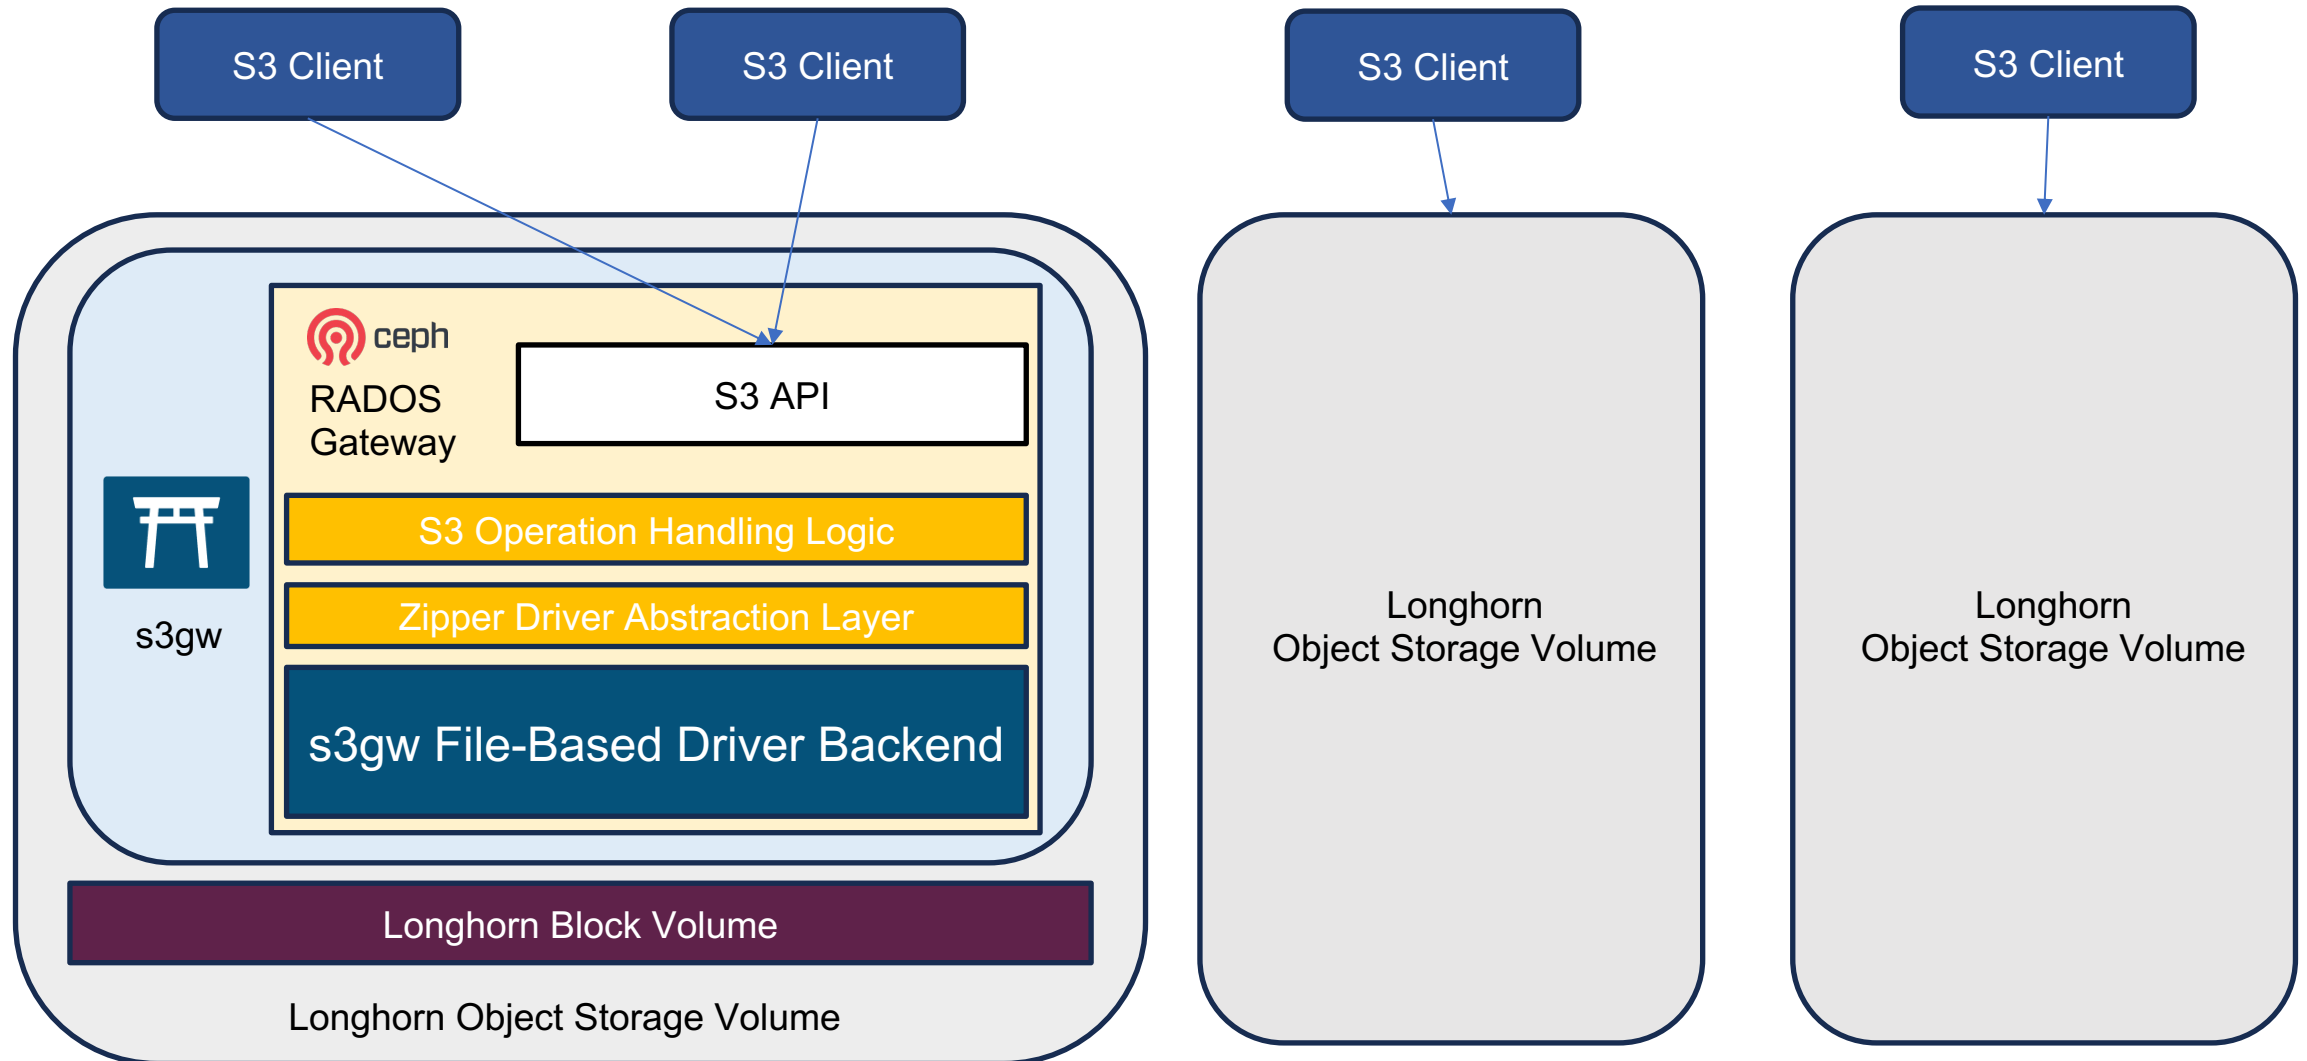 S3 Client
S3 Client
S3 Client
S3 Client
ceph
RADOS
Gateway
S3 API
S3 Operation Handling Logic
Zipper Driver Abstraction Layer
s3gw
s3gw File-Based Driver Backend
Longhorn Block Volume
Longhorn Object Storage Volume
Longhorn
Object Storage Volume
Longhorn
Object Storage Volume